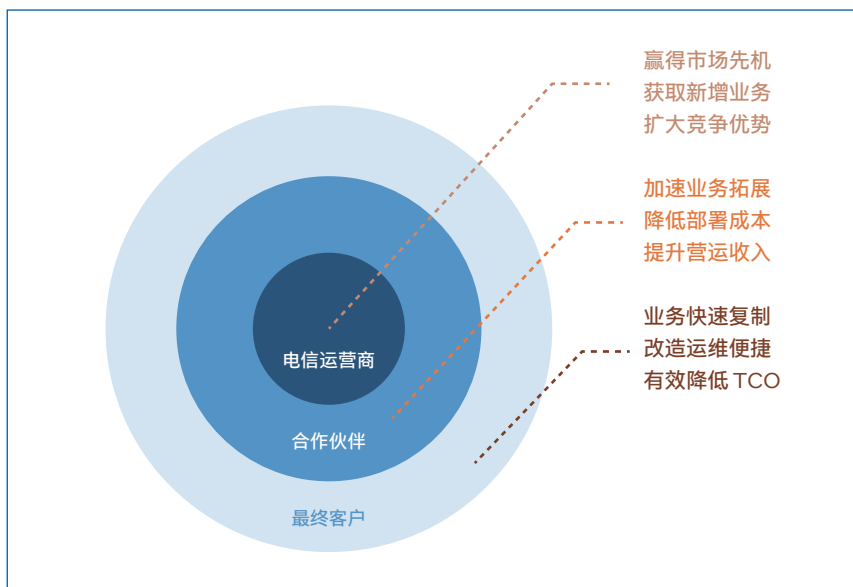 赢得市场先机
获取新增业务
扩大竞争优势
加速业务拓展
降低部署成本
提升营运收入
业务快速复制
改造运维便捷
有效降低 TCO
电信运营商
合作伙伴
最终客户